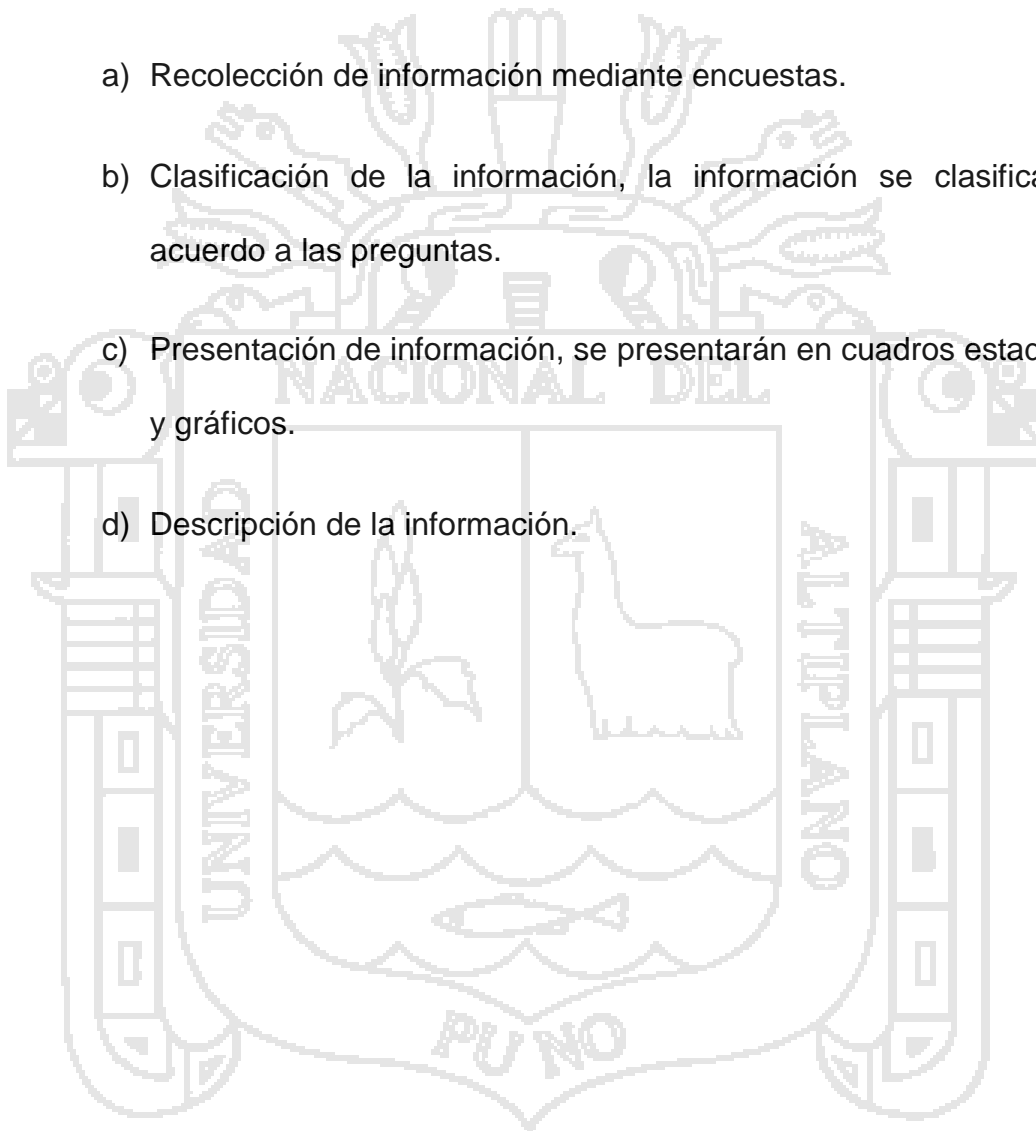 a) Recolección de información mediante encuestas.
b) Clasificación de la información, la información se clasifica
acuerdo a las preguntas.
c) Presentación de información, se presentarán en cuadros
y gráficos.
d) Descripción de la información.
NACIONAL DEL
UNIVERSIDAD
ALTIPLANO
PUNO